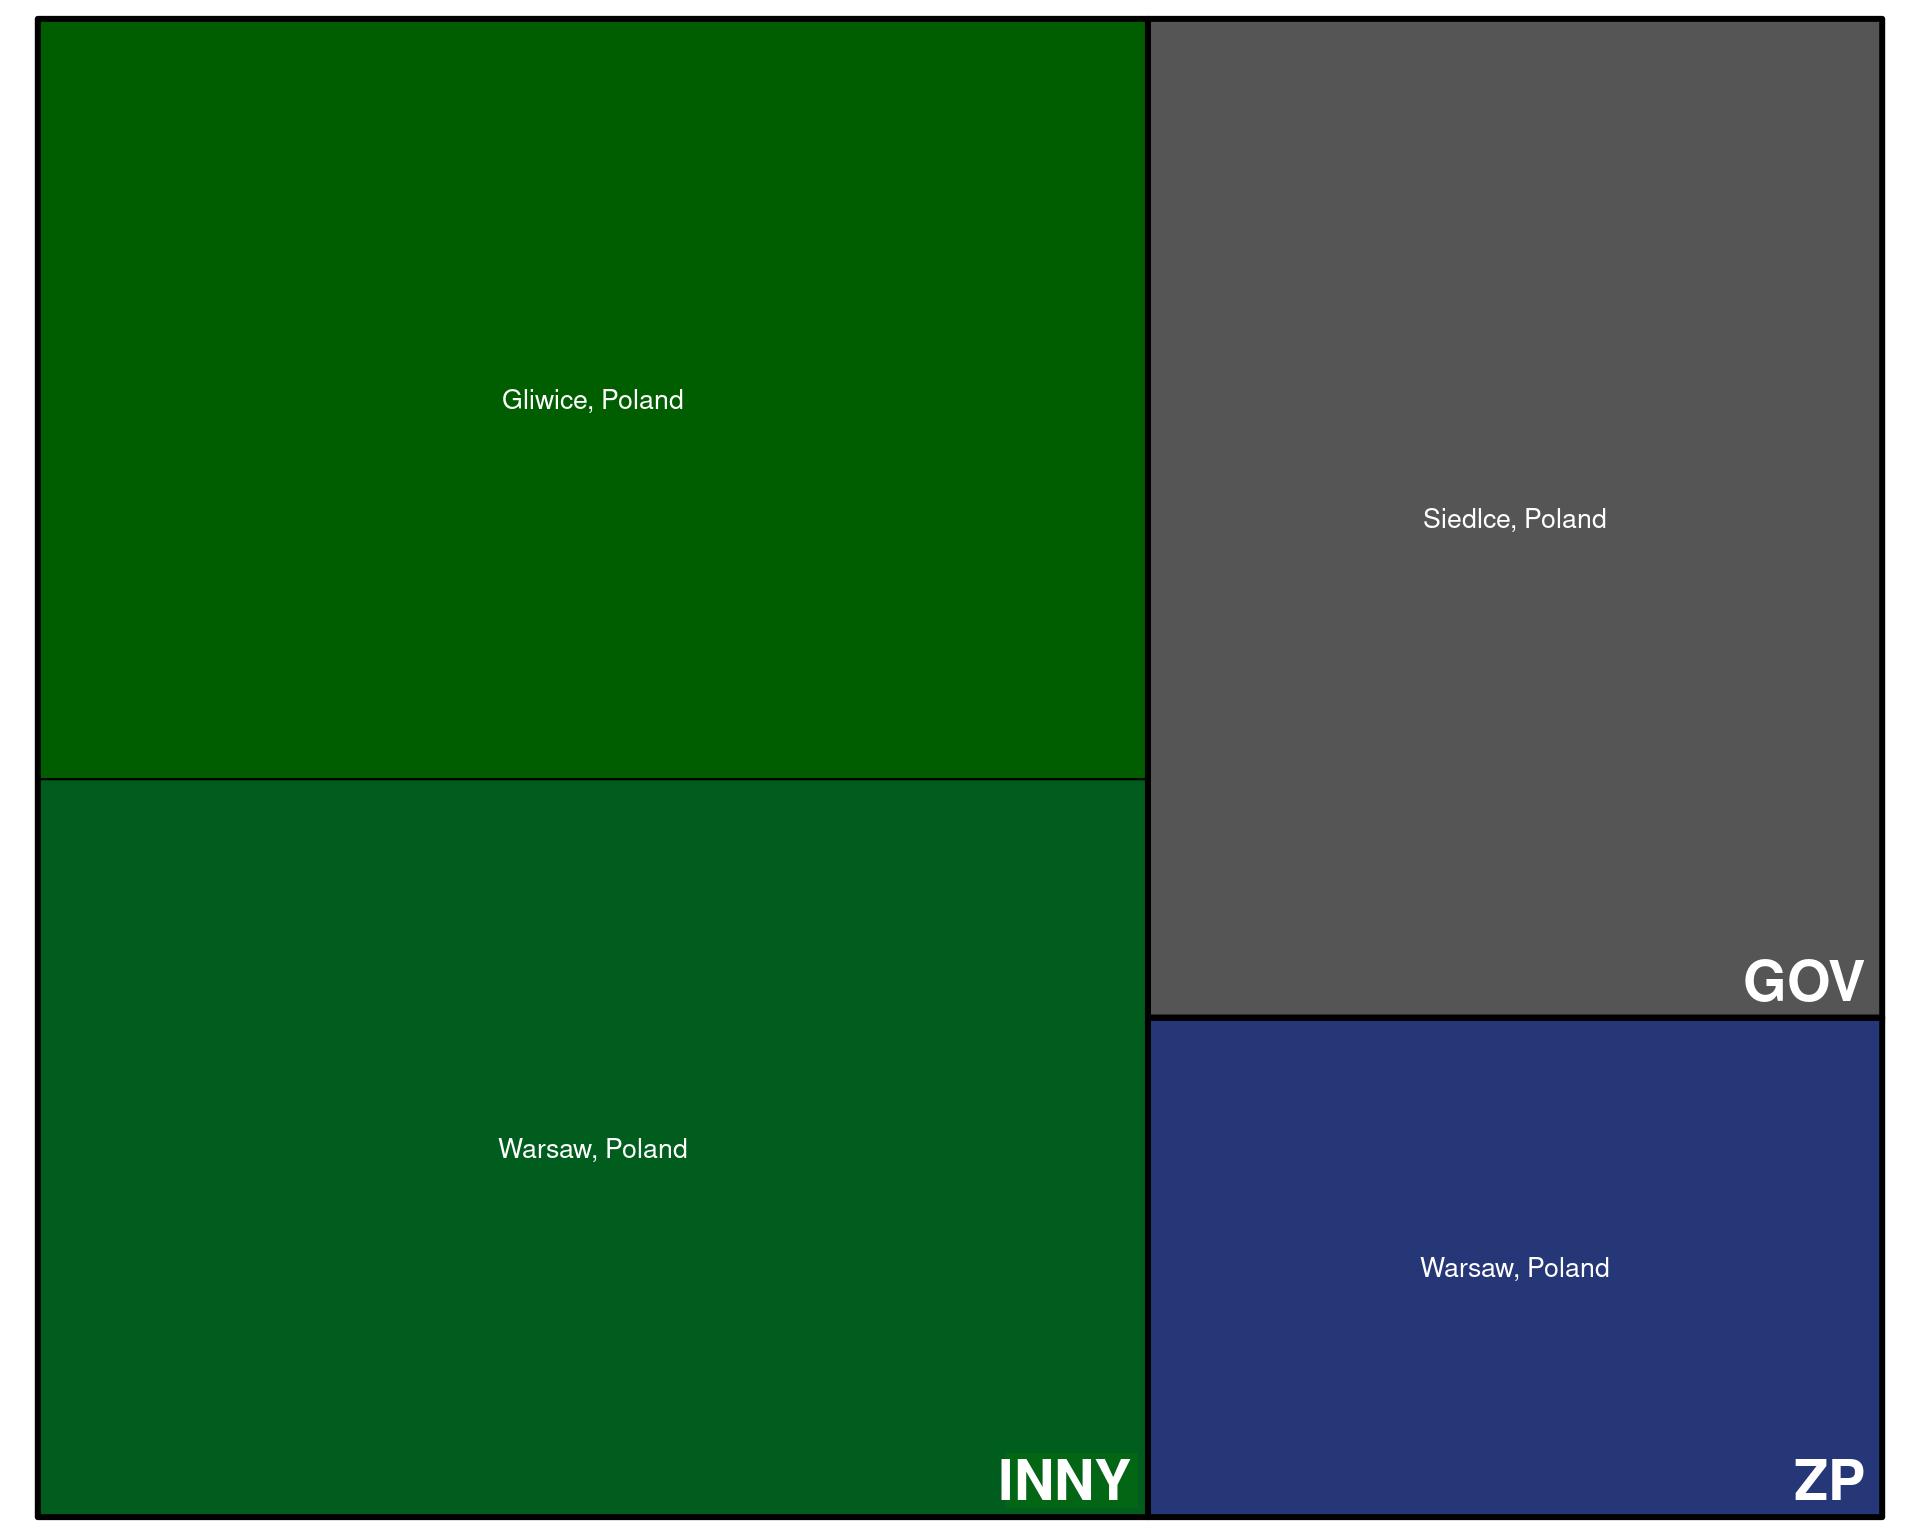 Gliwice, Poland
Warsaw, Poland
INNY
Siedlce, Poland
GOV
Warsaw, Poland
ZP